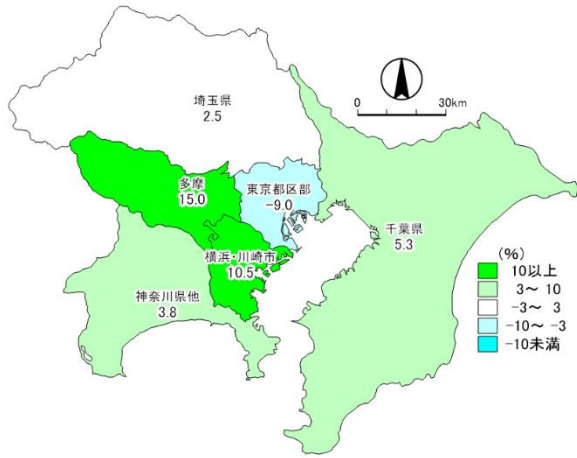 0 30km
埼玉県
2.5
多摩
15.0
東京都区部
-9.0
千葉県
5.3
横浜・川崎市
10.5
神奈川県他
3.8
(%)
10以上
3～ 10
-3～ 3
-10～ -3
-10未満